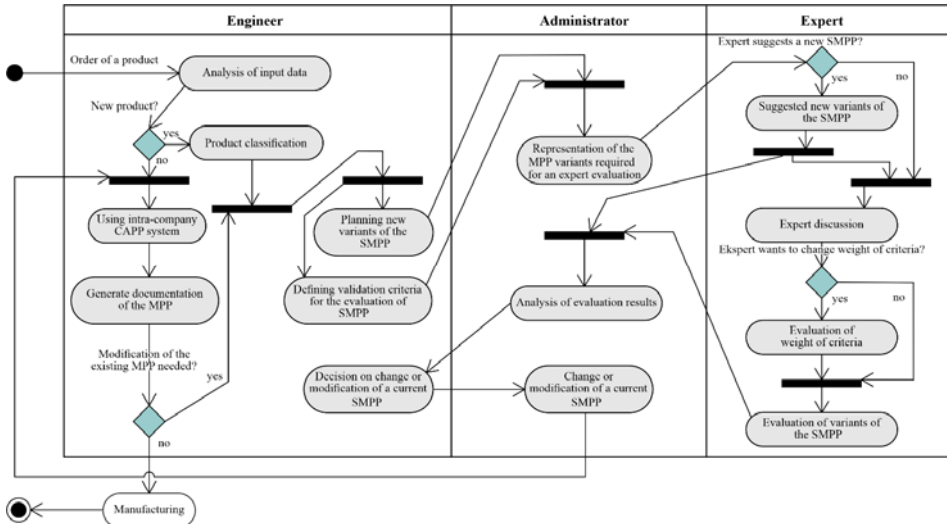 Engineer
Administrator
Expert
Order of a product
Analysis of input data
New product?
yes
Product classification
no
Using intra-company
CAPP system
Generate documentation
of the MPP
Modification of the
existing MPP needed?
yes
no
Manufacturing
Planning new
variants of the
SMPP
Defining validation criteria
for the evaluation of
SMPP
Decision on change or
modification of a current
SMPP
Representation of the
MPP variants required
for an expert evaluation
Analysis of evaluation results
Change or
modification of a current
SMPP
Expert suggests a new SMPP?
yes
no
Suggested new variants
of the SMPP
Expert discussion
Ekspert wants to change weight of criteria?
yes
no
Evaluation of
weight of criteria
Evaluation of variants of
the SMPP